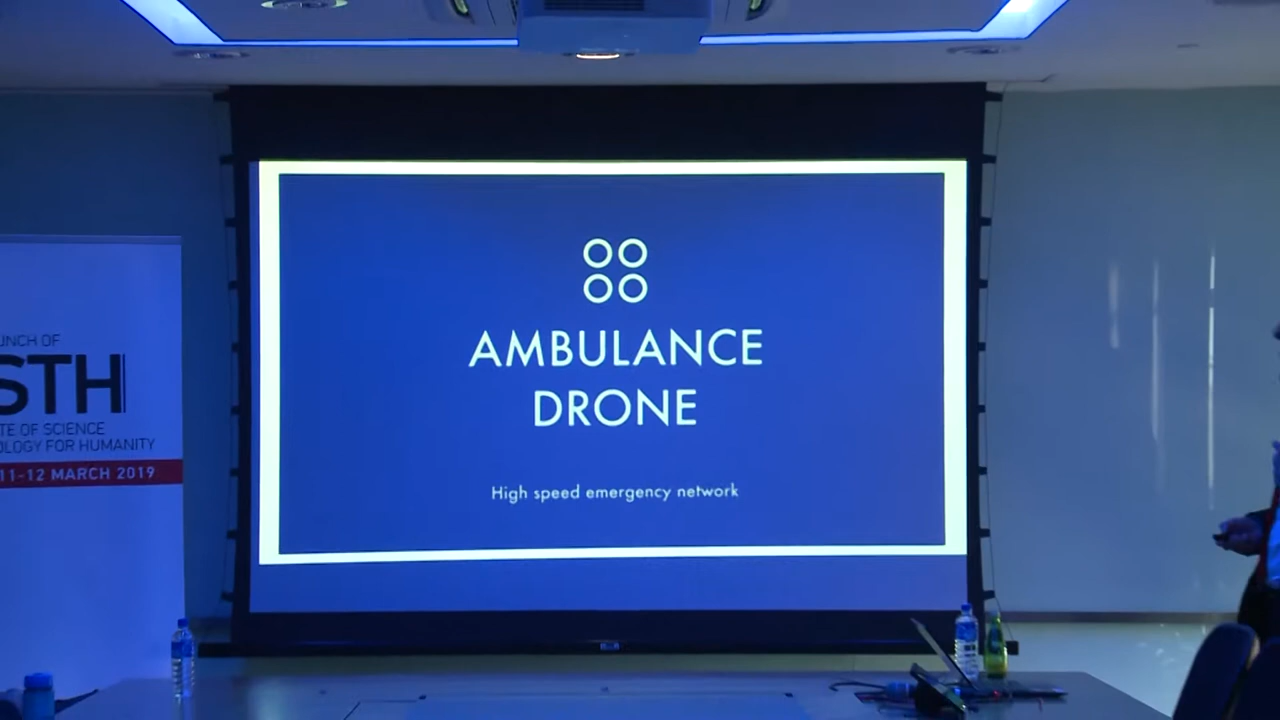 AMBULANCE
DRONE
High speed emergency network
UNCH OF
STH
TE OF SCIENCE
OLOGY FOR HUMANITY
11-12 MARCH 2019